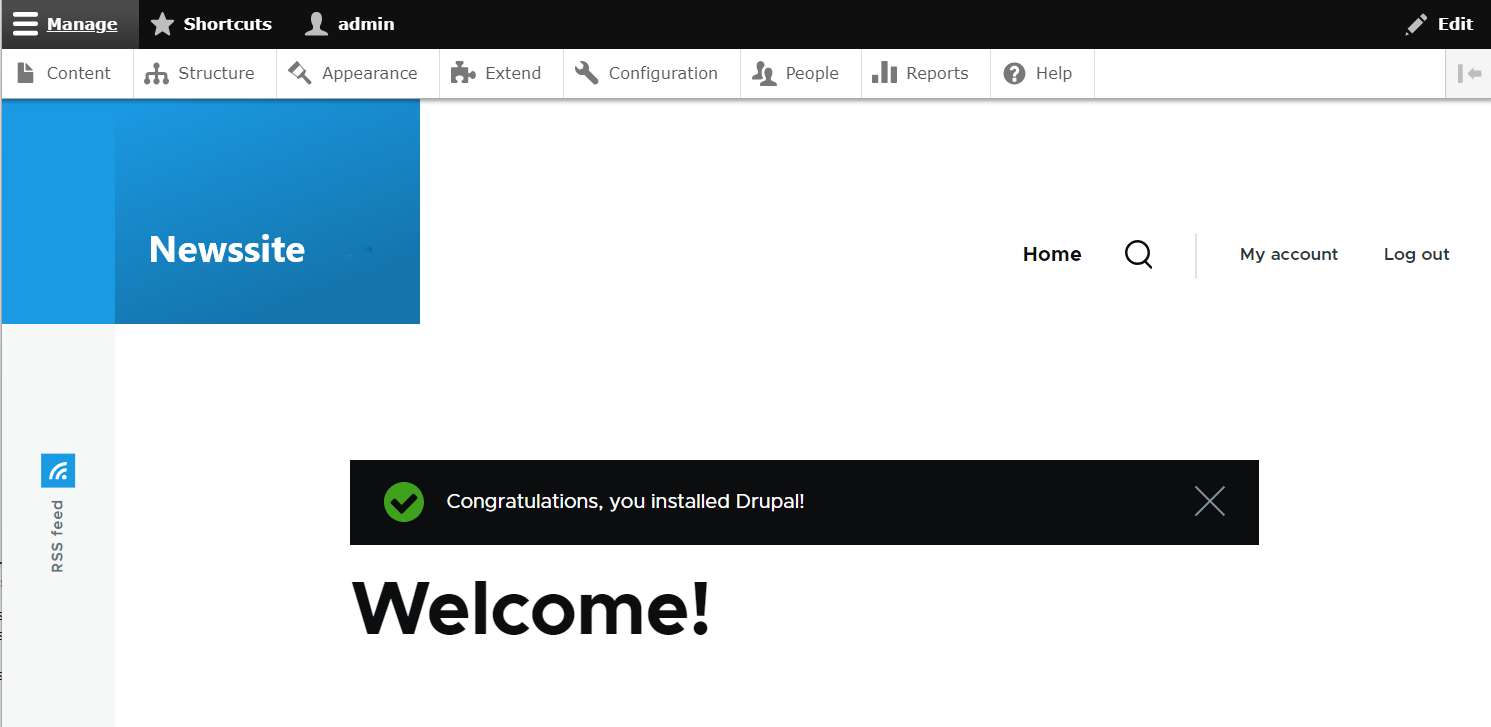 Manage Shortcuts admin Edit
Content Structure Appearance Extend Configuration People Reports Help
Newssite
Home My account Log out
RSS feed
Congratulations, you installed Drupal!
Welcome!